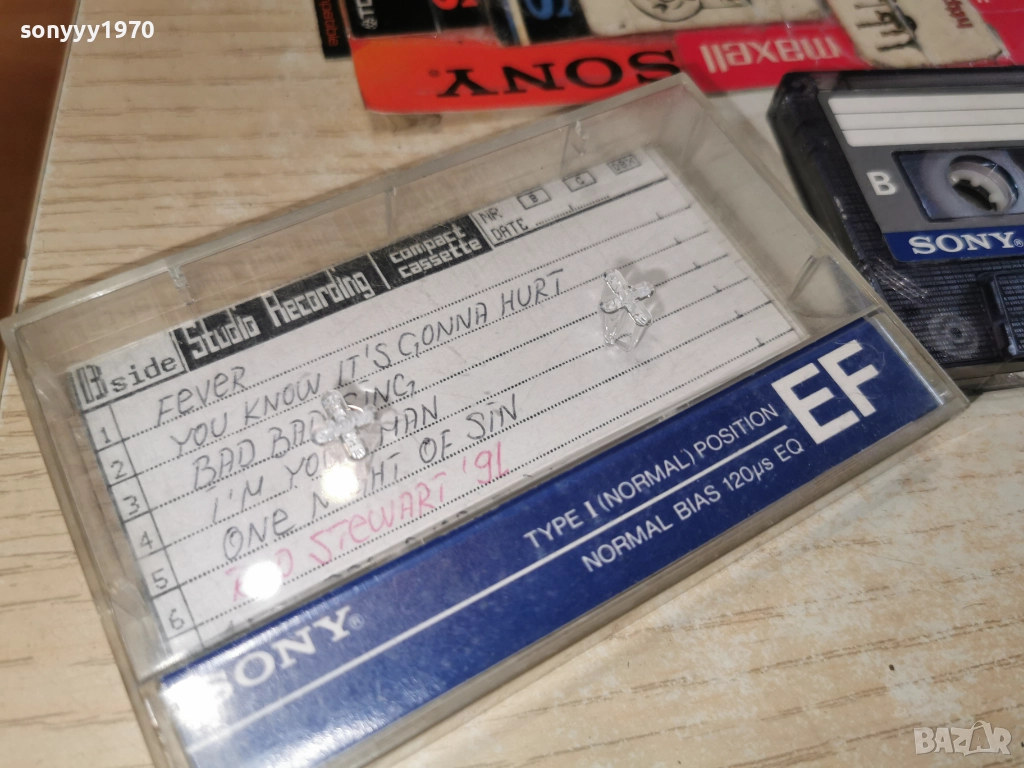 sonyyy1970
SONY
maxell
B
SONY
B side
Studio Recording
compact cassette
NR. B C
DATE
1 FEVER
2 YOU KNOW IT'S GONNA HURT
3 BAD BAD
4 I'M YOUR MAN
5 ONE NIGHT OF SIN
6 STEWART '91
EF
TYPE I (NORMAL) POSITION
NORMAL BIAS 120µs EQ
SONY
BAZAR